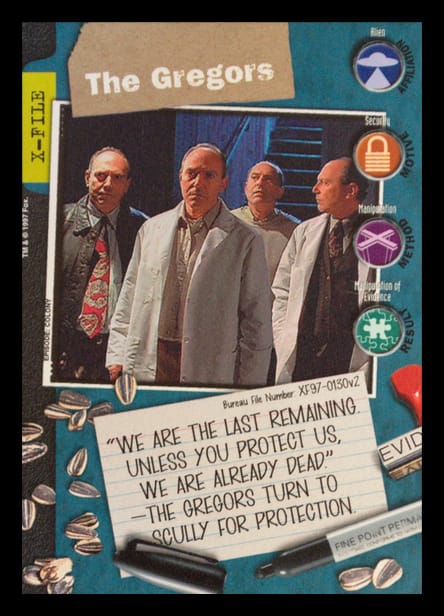 The Gregors
X-FILE
TM & © 1997 Fox.
EPISODE: COLONY
Alien
AFFILIATION
Security
MOTIVE
Manipulation
METHOD
Manipulation of
Evidence
RESULT
Bureau File Number: XF97-0130v2
"WE ARE THE LAST REMAINING.
UNLESS YOU PROTECT US,
WE ARE ALREADY DEAD."
-THE GREGORS TURN TO
SCULLY FOR PROTECTION.
EVID
FINE POINT PERMA